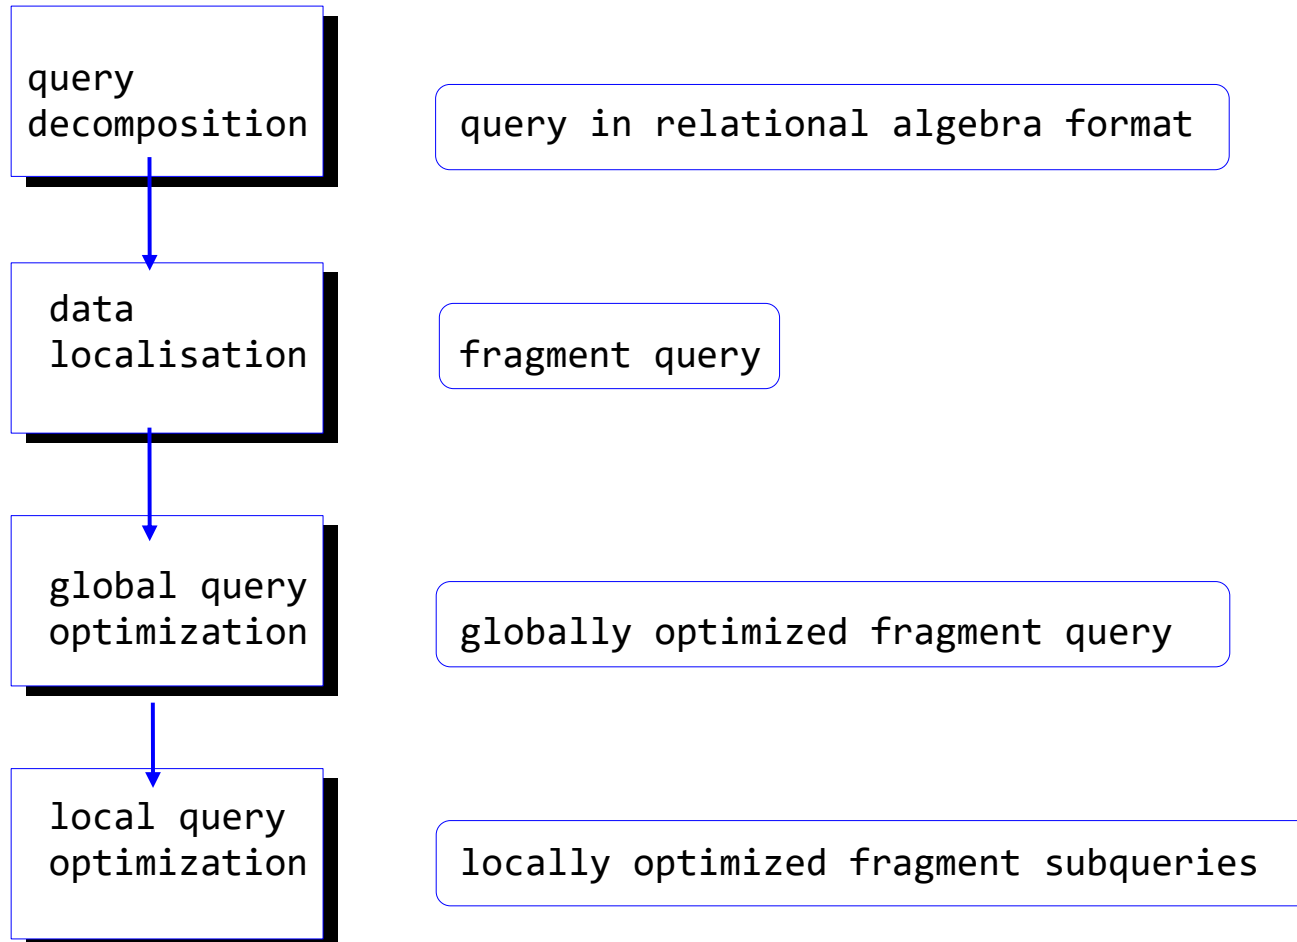 query
decomposition
query in relational algebra format
data
localisation
fragment query
global query
optimization
globally optimized fragment query
local query
optimization
locally optimized fragment subqueries